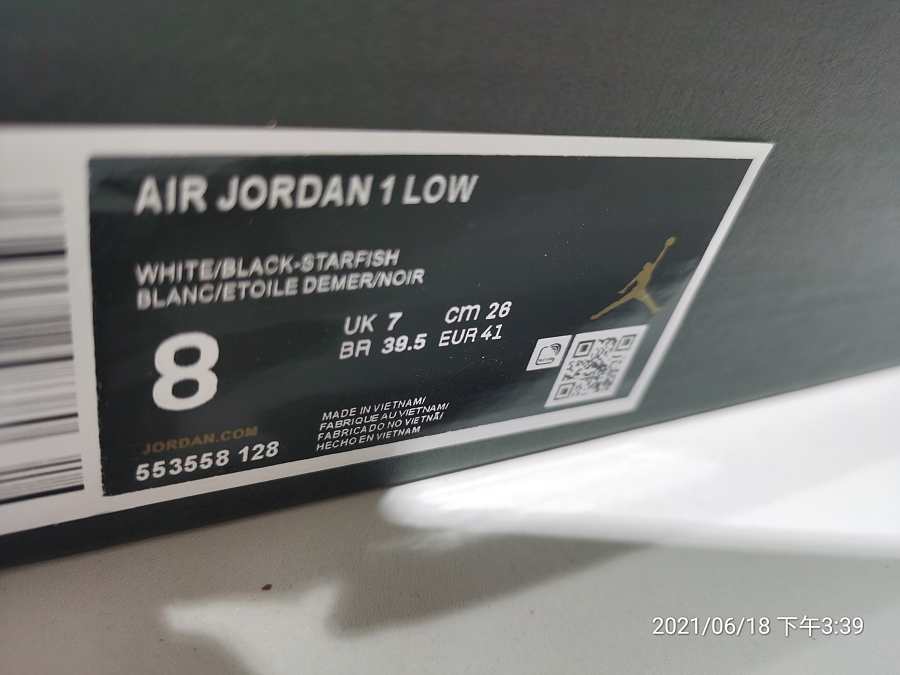 AIR JORDAN 1 LOW
WHITE/BLACK-STARFISH
BLANC/ETOILE DEMER/NOIR
8
UK 7 cm 26
BR 39.5 EUR 41
MADE IN VIETNAM/
FABRIQUE AU VIETNAM/
FABRICADO NO VIETNÃ/
HECHO EN VIETNAM
JORDAN.COM
553558 128
2021/06/18 下午3:39